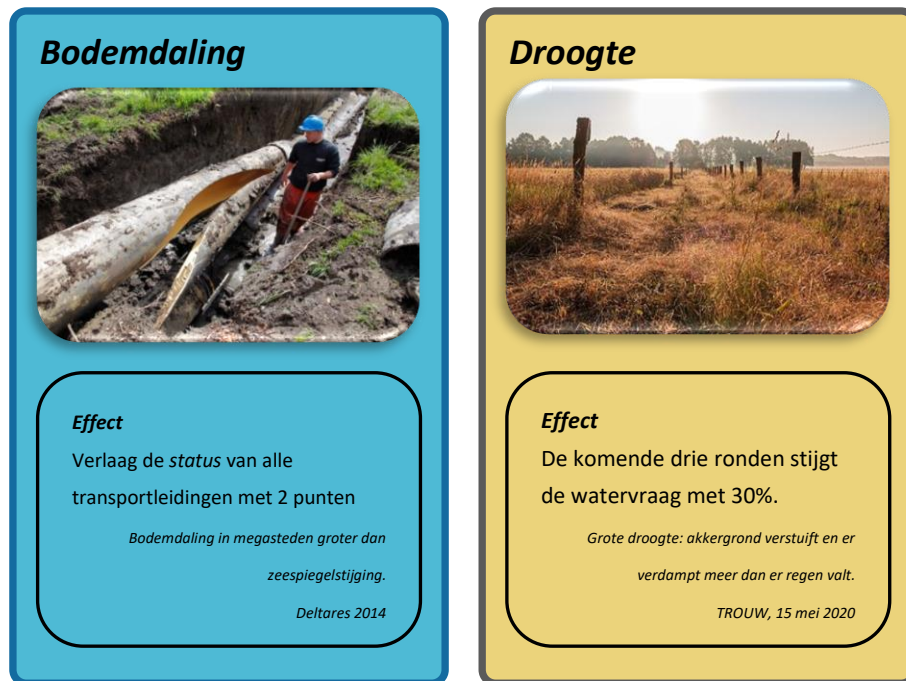 Bodemdaling
Effect
Verlaag de status van alle
transportleidingen met 2 punten
Bodemdaling in megasteden groter dan
zeespiegelstijging.
Deltares 2014
Droogte
Effect
De komende drie ronden stijgt
de watervraag met 30%.
Grote droogte: akkergrond verstuift en er
verdampt meer dan er regen valt.
TROUW, 15 mei 2020